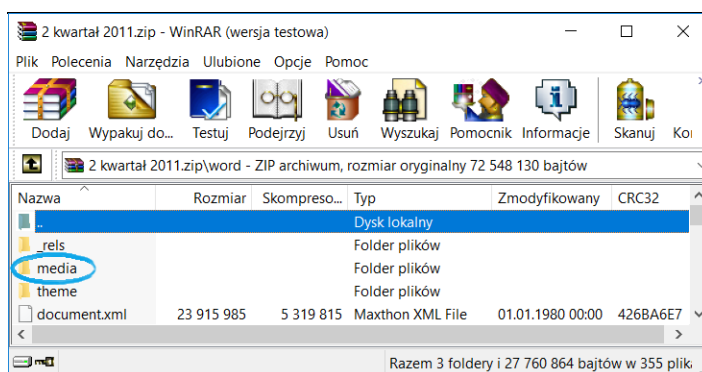 2 kwartał 2011.zip - WinRAR (wersja testowa)
Plik Polecenia Narzędzia Ulubione Opcje Pomoc
Dodaj Wypakuj do... Testuj Podejrzyj Usuń Wyszukaj Pomocnik Informacje Skanuj Ko
2 kwartał 2011.zip\word - ZIP archiwum, rozmiar oryginalny 72 548 130 bajtów
Nazwa Rozmiar Skompreso... Typ Zmodyfikowany CRC32
.. Dysk lokalny
_rels Folder plików
media Folder plików
theme Folder plików
document.xml 23 915 985 5 319 815 Maxthon XML File 01.01.1980 00:00 426BA6E7
Razem 3 foldery i 27 760 864 bajtów w 355 plik